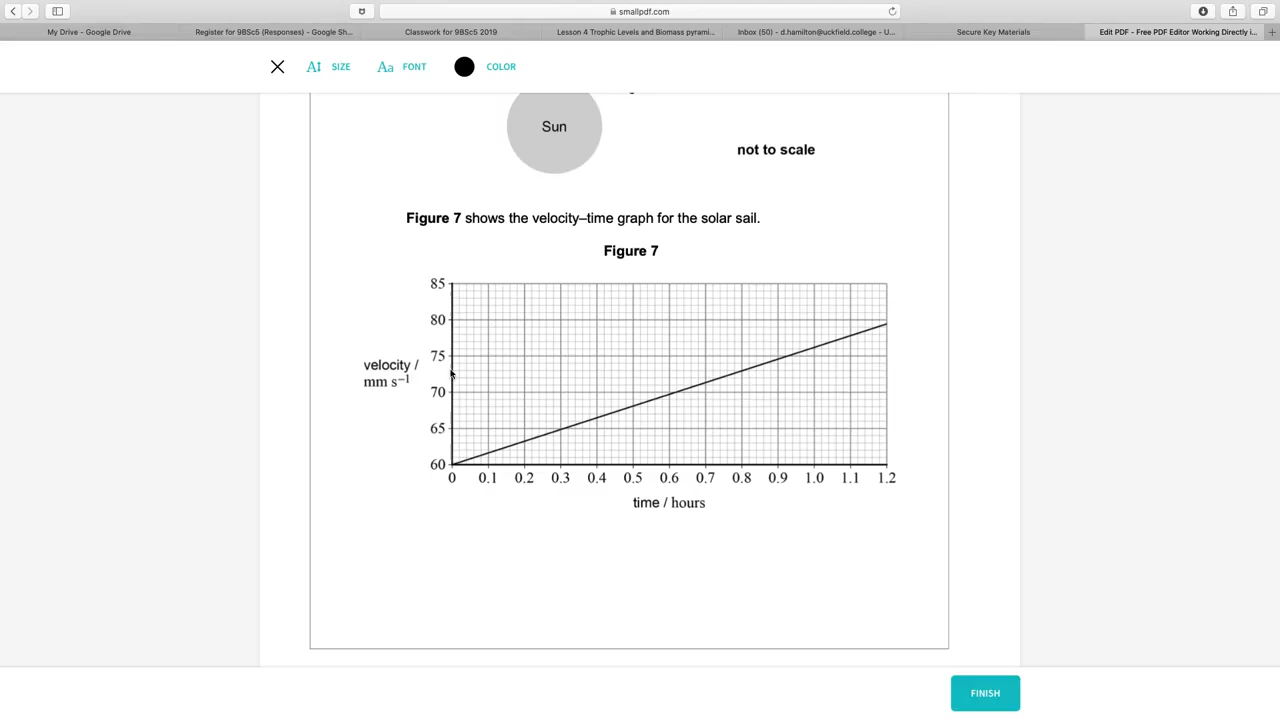 smallpdf.com
My Drive - Google Drive
Register for 9BSc5 (Responses) - Google Sh...
Classwork for 9BSc5 2019
Lesson 4 Trophic Levels and Biomass pyrami...
Inbox (50) - d.hamilton@uckfield.college - U...
Secure Key Materials
Edit PDF - Free PDF Editor Working Directly i...
A SIZE
Aa FONT
COLOR
Sun
not to scale
Figure 7 shows the velocity–time graph for the solar sail.
Figure 7
85
80
75
70
65
60
velocity /
mm s⁻¹
0 0.1 0.2 0.3 0.4 0.5 0.6 0.7 0.8 0.9 1.0 1.1 1.2
time / hours
FINISH